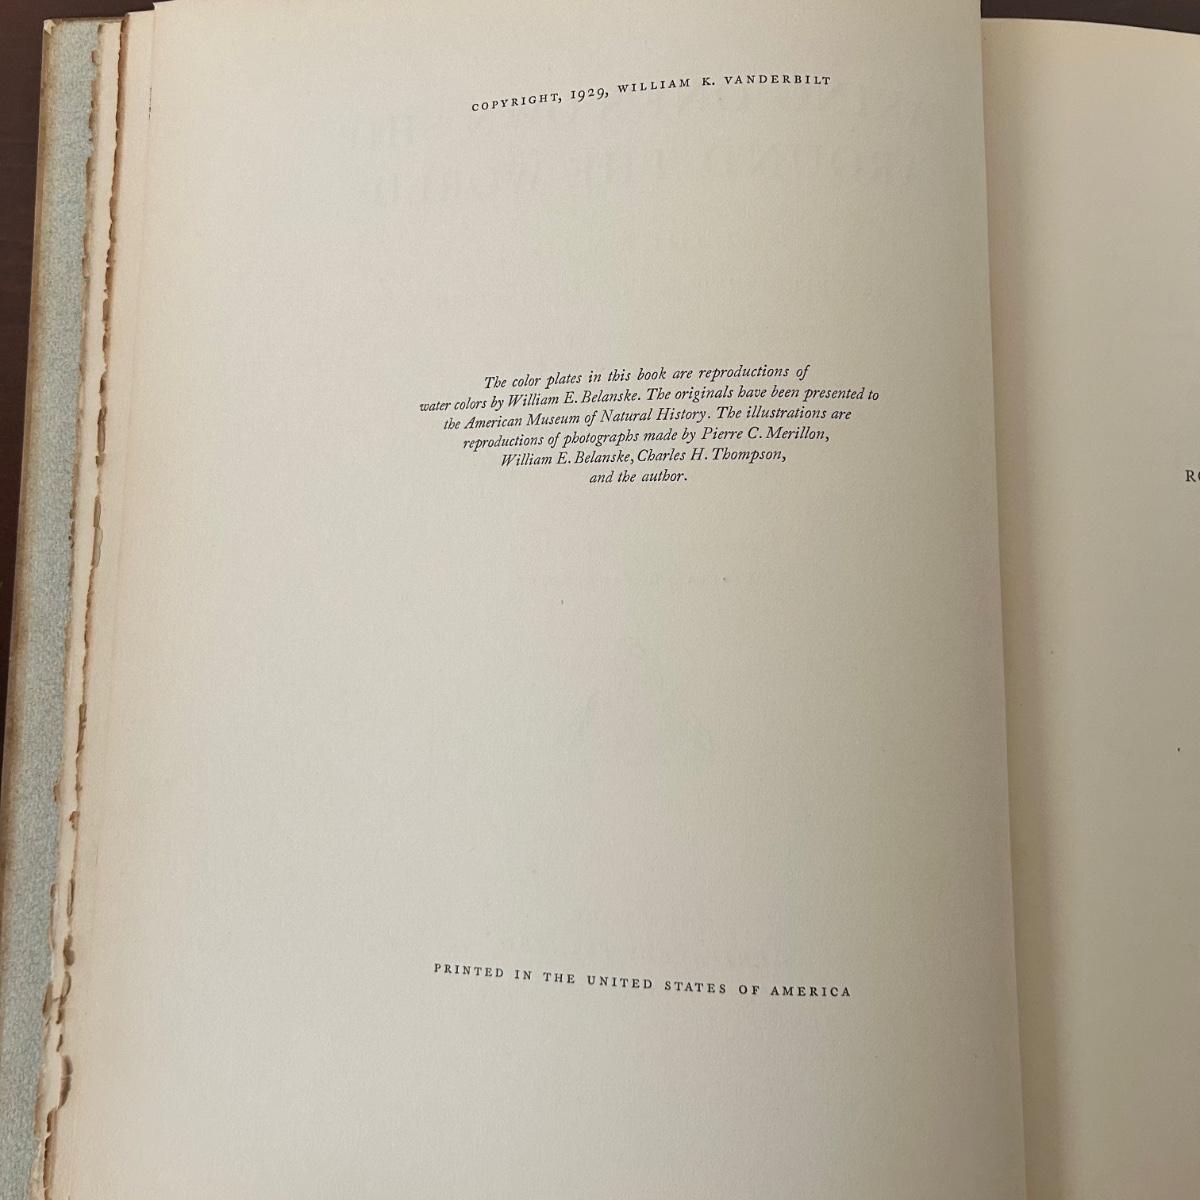 COPYRIGHT, 1929, WILLIAM K. VANDERBILT
The color plates in this book are reproductions of
water colors by William E. Belanske. The originals have been presented to
the American Museum of Natural History. The illustrations are
reproductions of photographs made by Pierre C. Merillon,
William E. Belanske, Charles H. Thompson,
and the author.
PRINTED IN THE UNITED STATES OF AMERICA